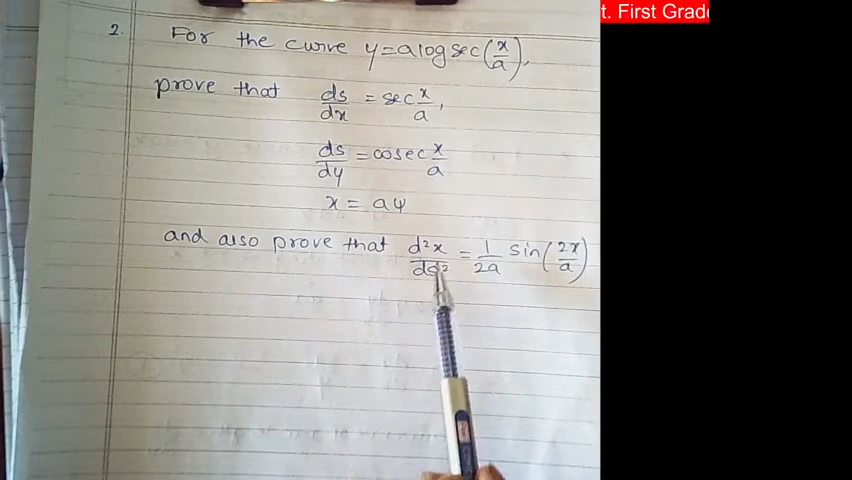 t. First Grade
2. For the curve y=a log sec(x/a),
prove that ds/dx = sec x/a,
ds/dy = cosec x/a
x = aψ
and also prove that d²x/ds² = 1/2a sin(2x/a)